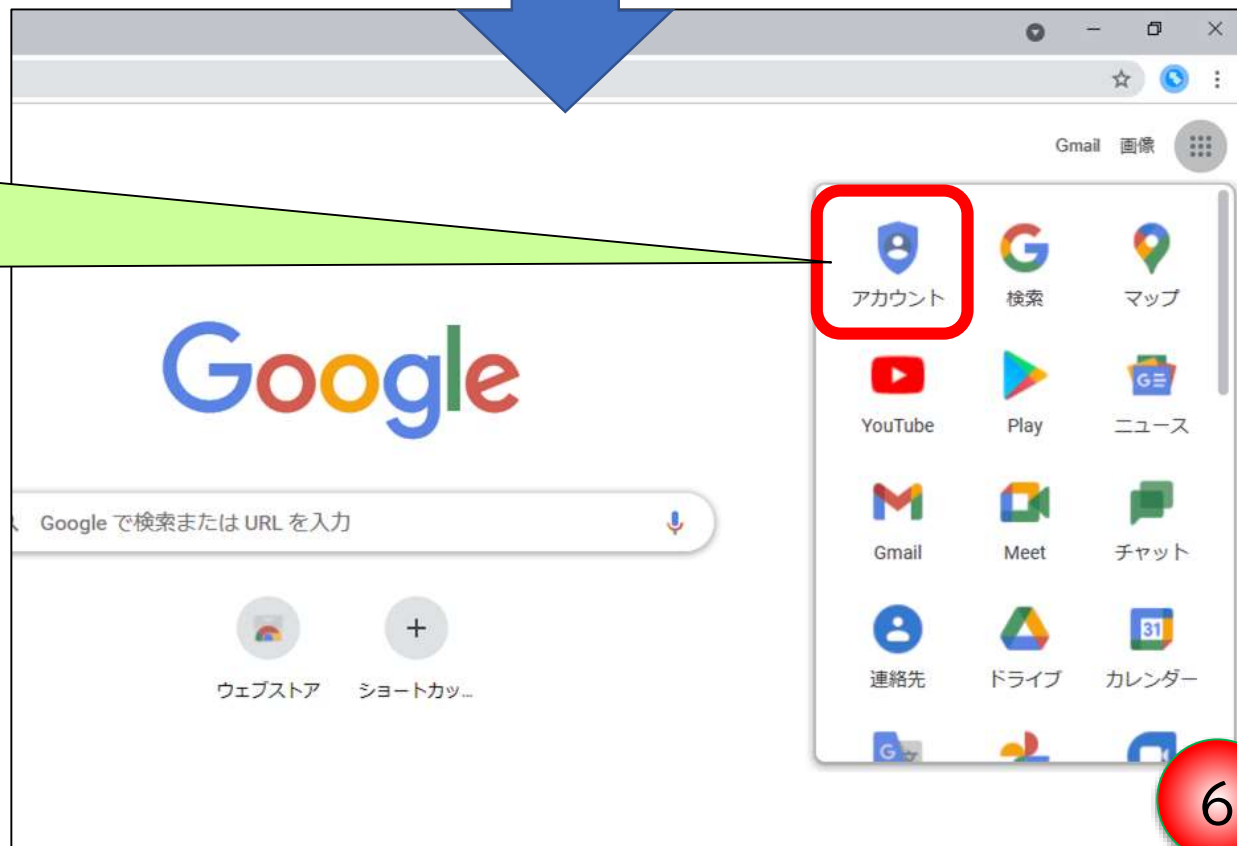 Gmail 画像
アカウント 検索 マップ
Google
YouTube Play ニュース
Google で検索または URL を入力
Gmail Meet チャット
31
連絡先 ドライブ カレンダー
ウェブストア ショートカッ...
6